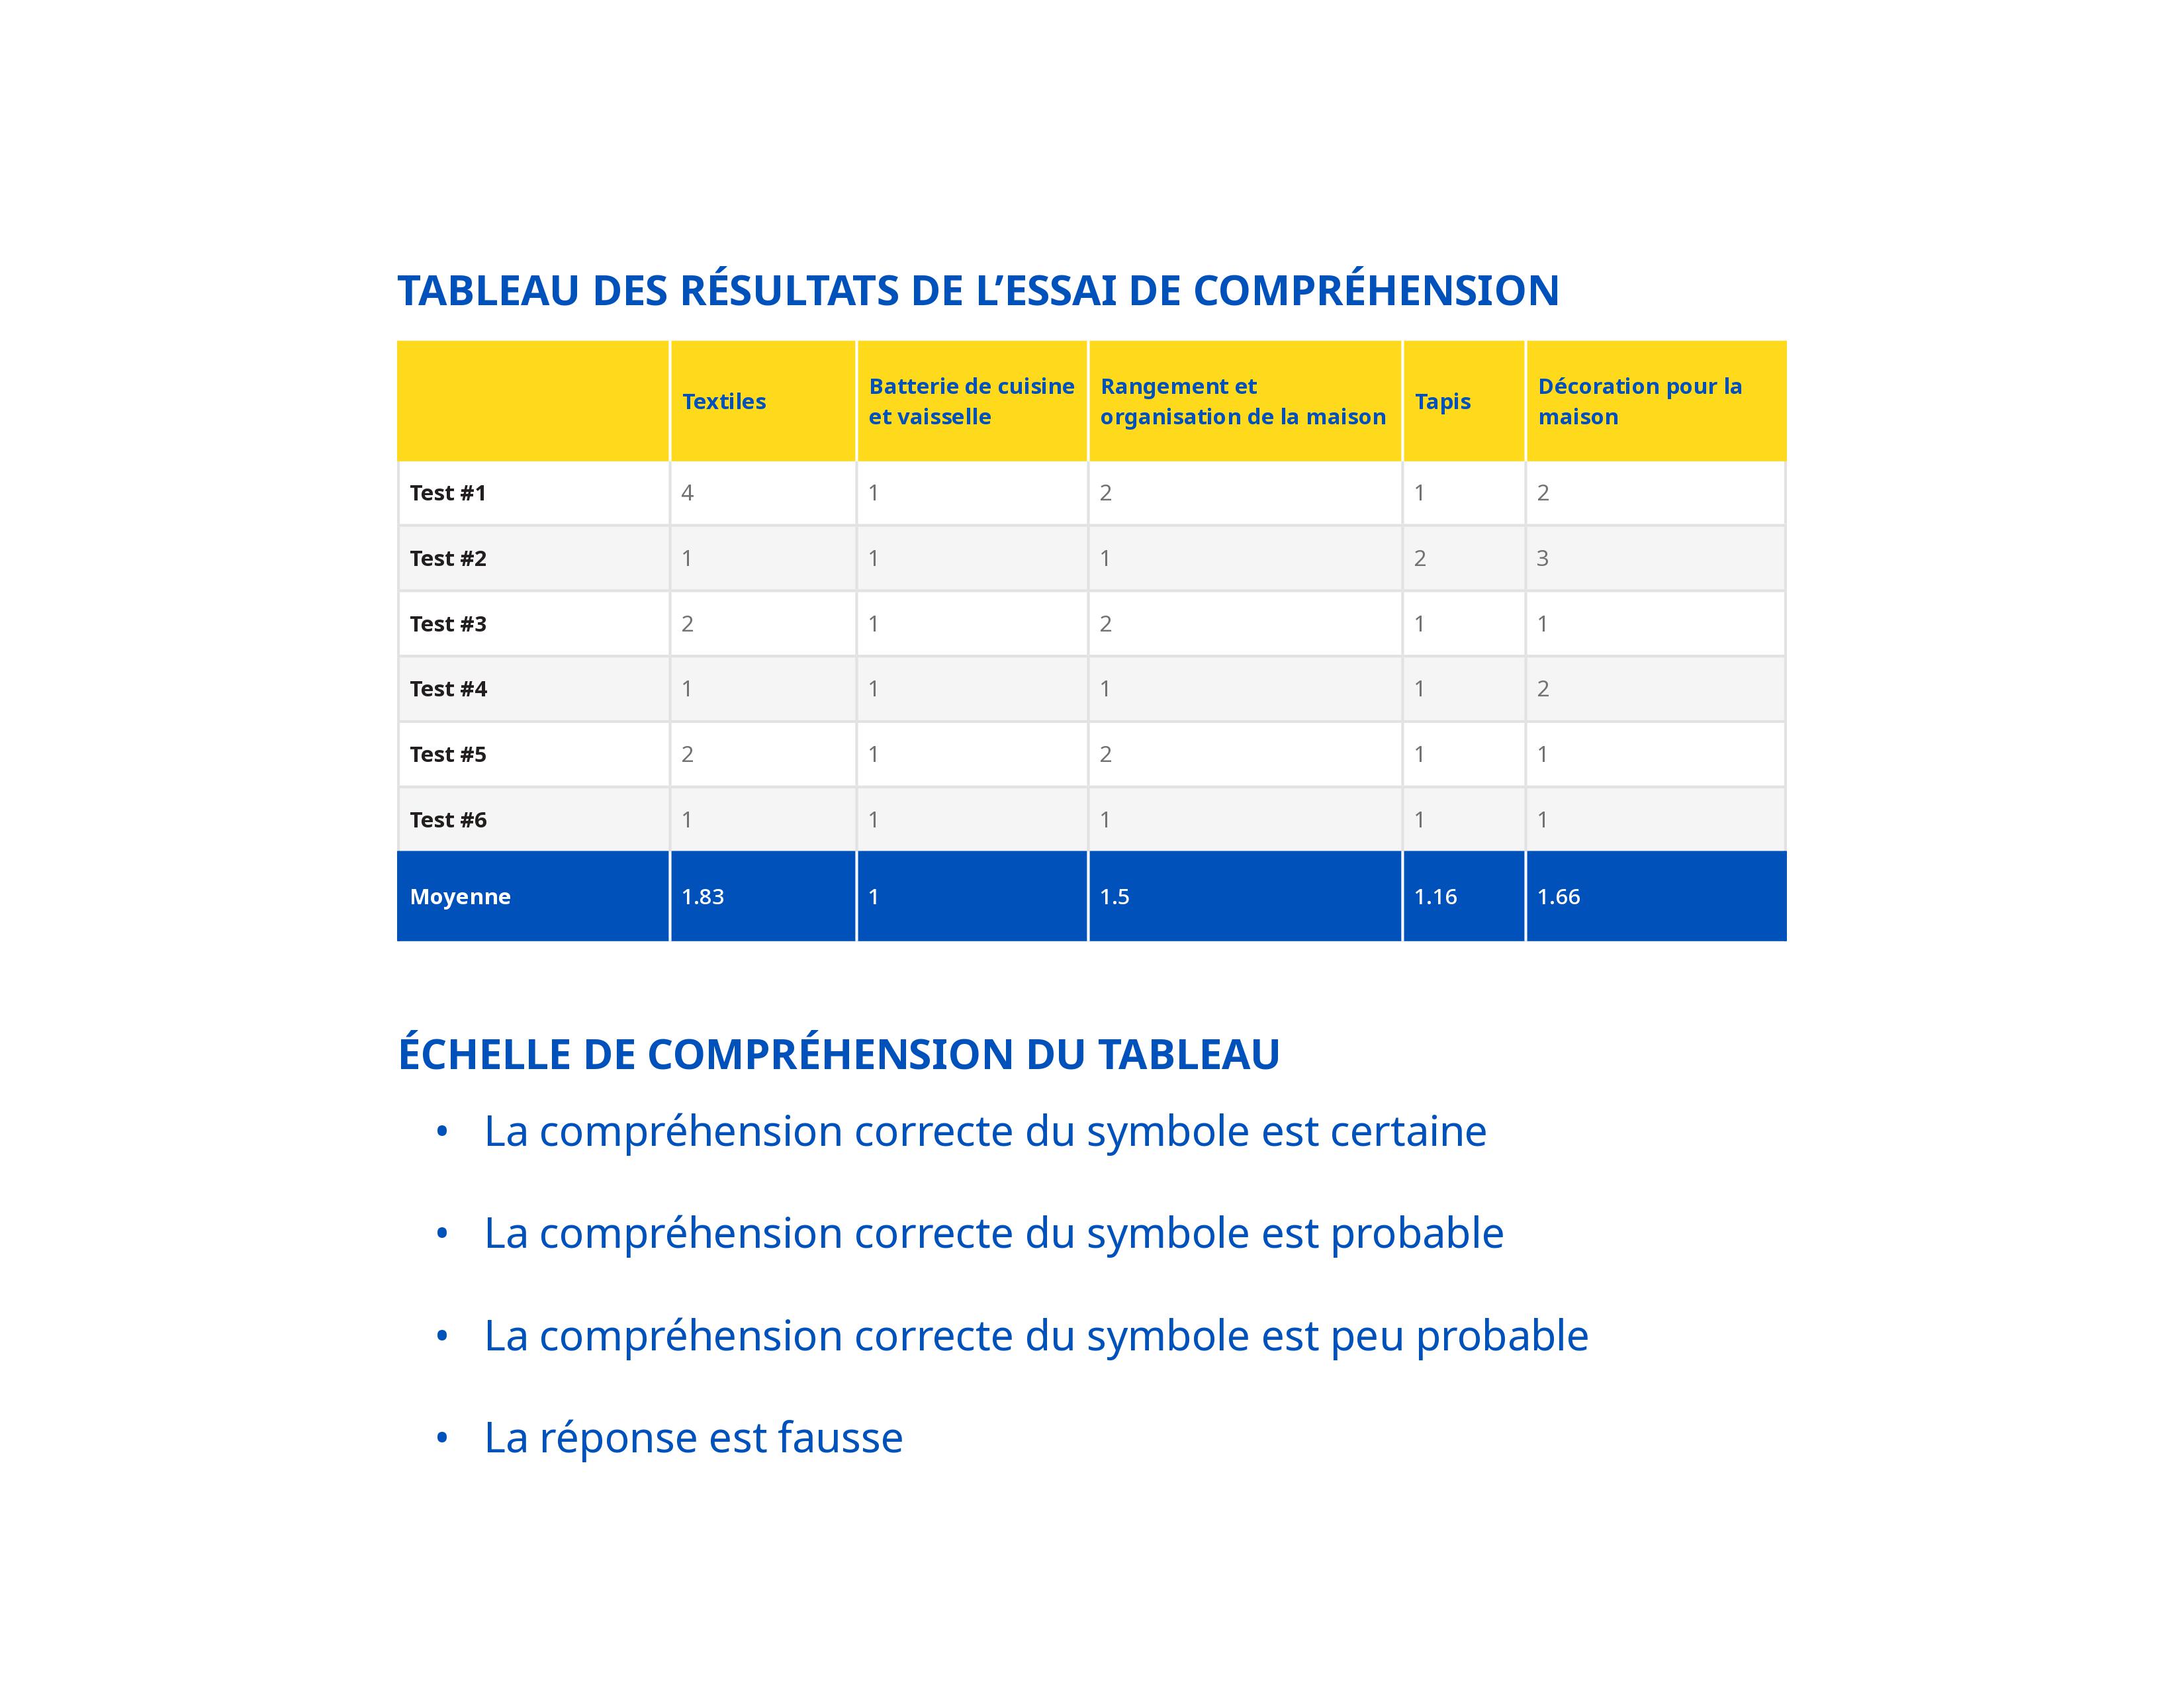 TABLEAU DES RÉSULTATS DE L’ESSAI DE COMPRÉHENSION
Textiles
Batterie de cuisine
et vaisselle
Rangement et
organisation de la maison
Tapis
Décoration pour la
maison
Test #1 4 1 2 1 2
Test #2 1 1 1 2 3
Test #3 2 1 2 1 1
Test #4 1 1 1 1 2
Test #5 2 1 2 1 1
Test #6 1 1 1 1 1
Moyenne 1.83 1 1.5 1.16 1.66
ÉCHELLE DE COMPRÉHENSION DU TABLEAU
• La compréhension correcte du symbole est certaine
• La compréhension correcte du symbole est probable
• La compréhension correcte du symbole est peu probable
• La réponse est fausse